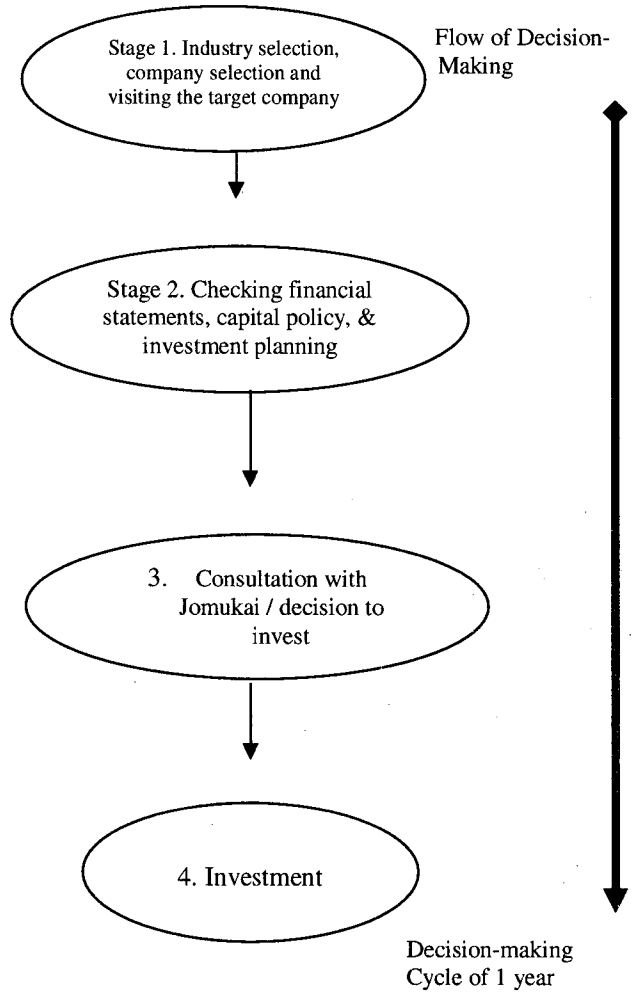 Stage 1. Industry selection,
company selection and
visiting the target company
Flow of Decision-
Making
Stage 2. Checking financial
statements, capital policy, &
investment planning
3. Consultation with
Jomukai / decision to
invest
4. Investment
Decision-making
Cycle of 1 year